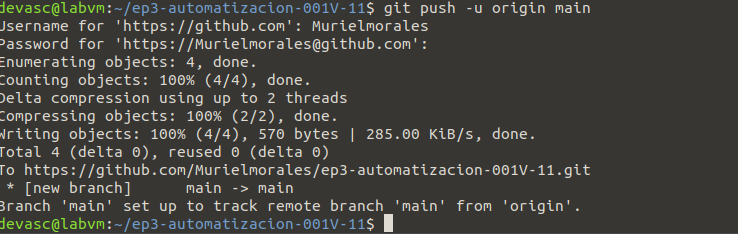 devasc@labvm:~/ep3-automatizacion-001V-11$ git push -u origin main
Username for 'https://github.com': Murielmorales
Password for 'https://Murielmorales@github.com':
Enumerating objects: 4, done.
Counting objects: 100% (4/4), done.
Delta compression using up to 2 threads
Compressing objects: 100% (2/2), done.
Writing objects: 100% (4/4), 570 bytes | 285.00 KiB/s, done.
Total 4 (delta 0), reused 0 (delta 0)
To https://github.com/Murielmorales/ep3-automatizacion-001V-11.git
 * [new branch]      main -> main
Branch 'main' set up to track remote branch 'main' from 'origin'.
devasc@labvm:~/ep3-automatizacion-001V-11$